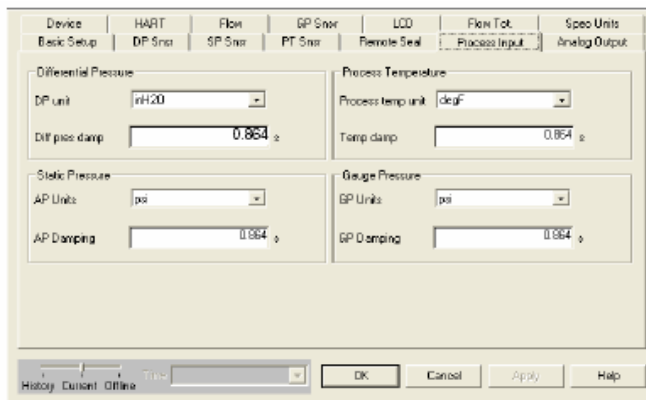 Device HART Flow GP Snsr LCD Flow Tot. Spec Units
Basic Setup DP Snsr SP Snsr PT Snsr Remote Seal Process Input Analog Output
Differential Pressure Process Temperature
DP unit inH2O Process temp unit degF
Diff pres damp 0.864 s Temp damp 0.864 s
Static Pressure Gauge Pressure
AP Units psi GP Units psi
AP Damping 0.864 s GP Damping 0.864 s
Time OK Cancel Apply Help
History Current Offline